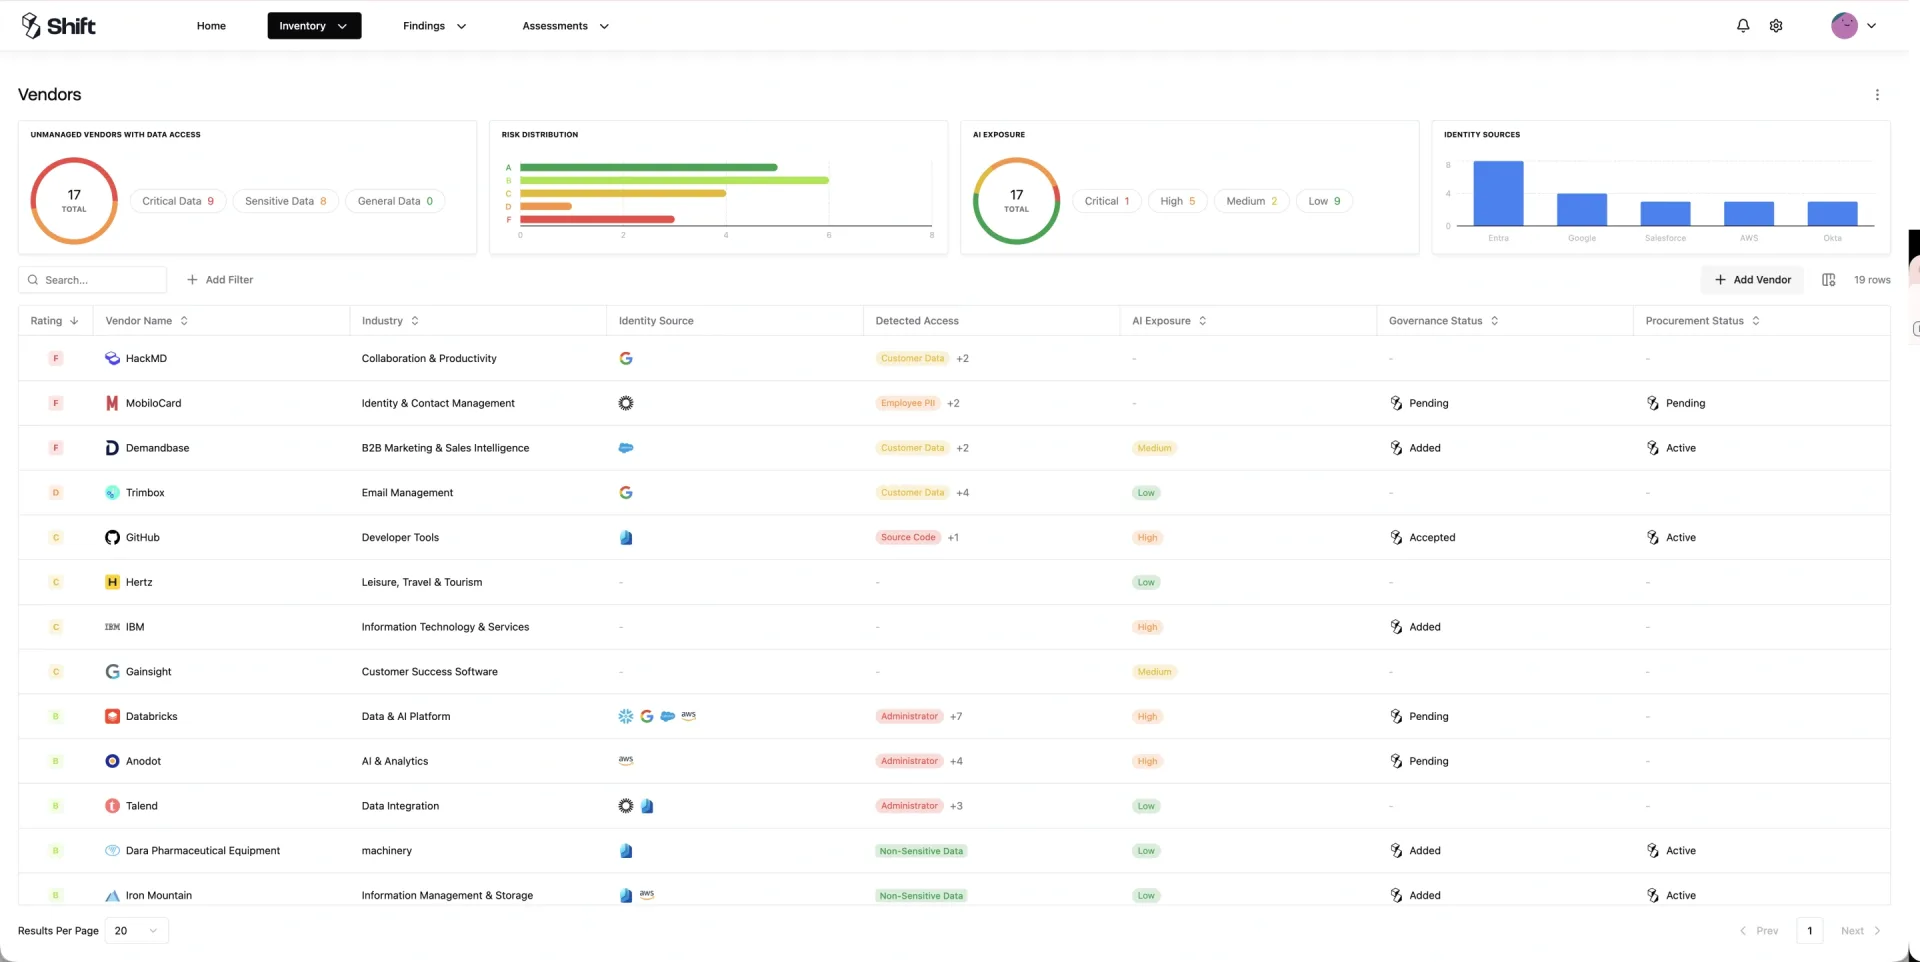 Shift Home Inventory Findings Assessments
Vendors
UNMANAGED VENDORS WITH DATA ACCESS
17
TOTAL
Critical Data 9 Sensitive Data 8 General Data 0
RISK DISTRIBUTION
A
B
C
D
F
0 2 4 6 8
AI EXPOSURE
17
TOTAL
Critical 1 High 5 Medium 2 Low 9
IDENTITY SOURCES
8
4
0
Entra Google Salesforce AWS Okta
Search... Add Filter Add Vendor 19 rows
Rating Vendor Name Industry Identity Source Detected Access AI Exposure Governance Status Procurement Status
F HackMD Collaboration & Productivity Customer Data +2 - - -
F MobiloCard Identity & Contact Management Employee PII +2 - Pending Pending
F Demandbase B2B Marketing & Sales Intelligence Customer Data +2 Medium Added Active
D Trimbox Email Management Customer Data +4 Low - -
C GitHub Developer Tools Source Code +1 High Accepted Active
C H Hertz Leisure, Travel & Tourism - - Low - -
C IBM IBM Information Technology & Services - - High Added -
C Gainsight Customer Success Software - - Medium - -
B Databricks Data & AI Platform aws Administrator +7 High Pending -
B Anodot AI & Analytics aws Administrator +4 High Pending -
B Talend Data Integration Administrator +3 Low - -
B Dara Pharmaceutical Equipment machinery Non-Sensitive Data Low Added Active
B Iron Mountain Information Management & Storage aws Non-Sensitive Data Low Added Active
Results Per Page 20 Prev 1 Next